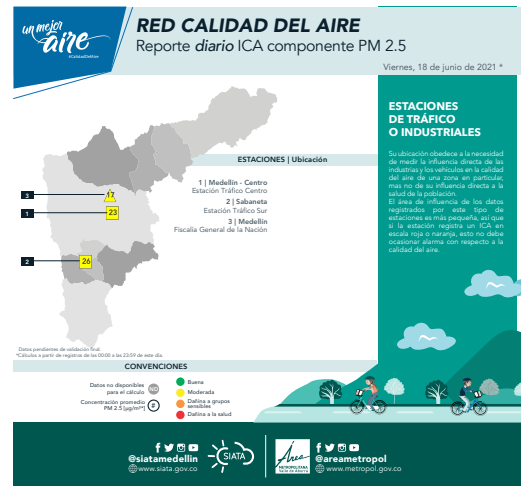 un mejor
aire
#CalidadDelAire
RED CALIDAD DEL AIRE
Reporte diario ICA componente PM 2.5
Viernes, 18 de junio de 2021 *
ESTACIONES
DE TRÁFICO
O INDUSTRIALES
Su ubicación obedece a la necesidad
de medir la influencia directa de las
industrias y los vehículos en la calidad
del aire de una zona en particular,
mas no de su influencia directa a la
salud de la población.
El área de influencia de los datos
registrados por este tipo de
estaciones es más pequeña, así que
si la estación registra un ICA en
escala roja o naranja, esto no debe
ocasionar alarma con respecto a la
calidad del aire.
ESTACIONES | Ubicación
1 | Medellín - Centro
Estación Tráfico Centro
2 | Sabaneta
Estación Tráfico Sur
3 | Medellín
Fiscalia General de la Nación
3
17
1
23
2
26
Datos pendientes de validación final.
*Cálculos a partir de registros de las 00:00 a las 23:59 de este día.
CONVENCIONES
Datos no disponibles
para el cálculo
ND
Concentración promedio
PM 2.5 [µg/m³*]
#
Buena
Moderada
Dañina a grupos
sensibles
Dañina a la salud
@siatamedellin
www.siata.gov.co
SIATA
Área
METROPOLITANA
Valle de Aburrá
@areametropol
www.metropol.gov.co